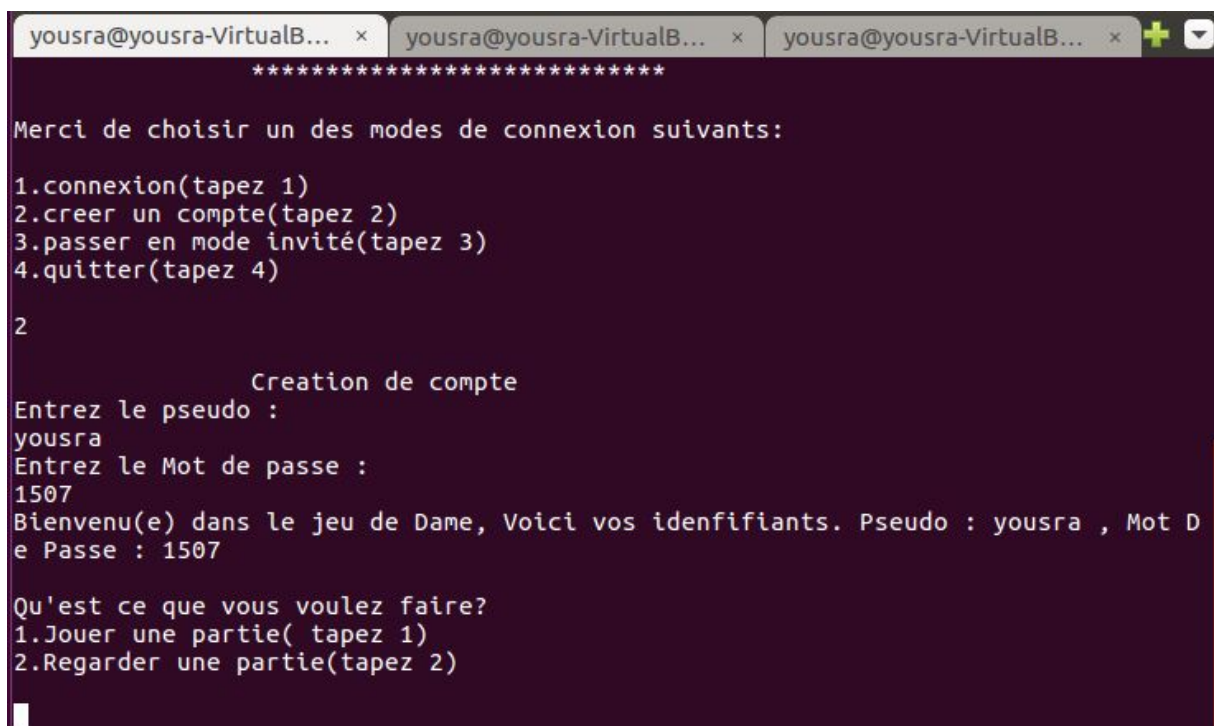 yousra@yousra-VirtualB... × yousra@yousra-VirtualB... × yousra@yousra-VirtualB... ×
****************************
Merci de choisir un des modes de connexion suivants:
1.connexion(tapez 1)
2.creer un compte(tapez 2)
3.passer en mode invité(tapez 3)
4.quitter(tapez 4)
2
Creation de compte
Entrez le pseudo :
yousra
Entrez le Mot de passe :
1507
Bienvenu(e) dans le jeu de Dame, Voici vos idenfifiants. Pseudo : yousra , Mot D
e Passe : 1507
Qu'est ce que vous voulez faire?
1.Jouer une partie( tapez 1)
2.Regarder une partie(tapez 2)